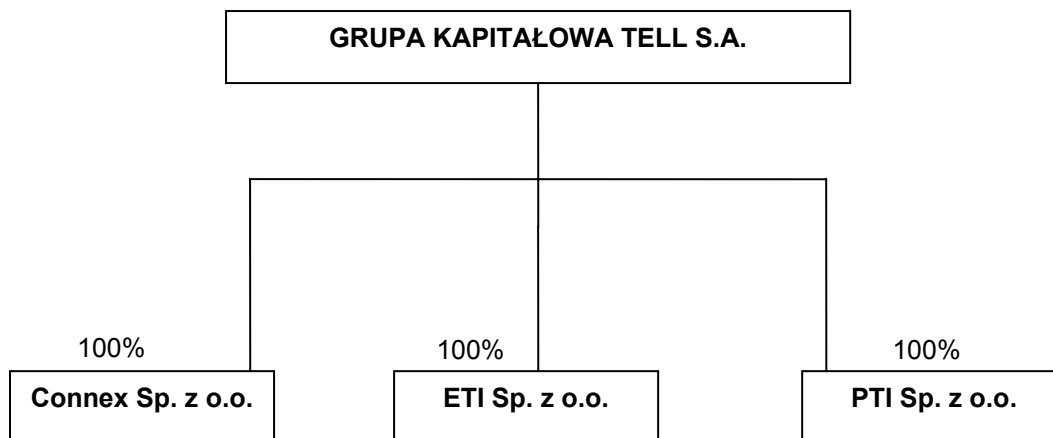 GRUPA KAPITAŁOWA TELL S.A.
100%
100%
100%
Connex Sp. z o.o.
ETI Sp. z o.o.
PTI Sp. z o.o.